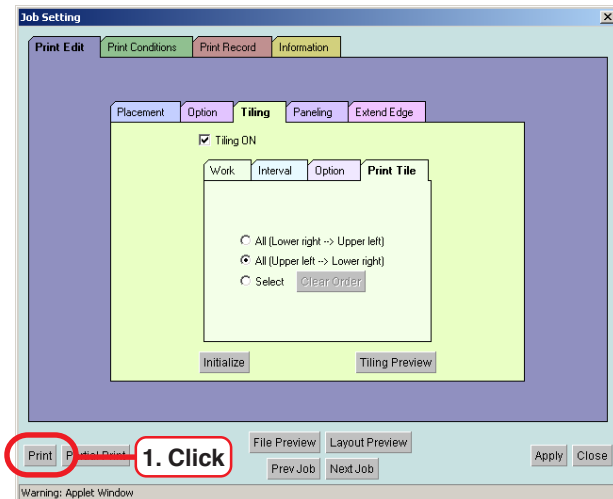 Job Setting
Print Edit Print Conditions Print Record Information
Placement Option Tiling Paneling Extend Edge
Tiling ON
Work Interval Option Print Tile
All (Lower right --> Upper left)
All (Upper left --> Lower right)
Select Clear Order
Initialize Tiling Preview
File Preview Layout Preview
Print 1. Click Apply Close
Prev Job Next Job
Warning: Applet Window